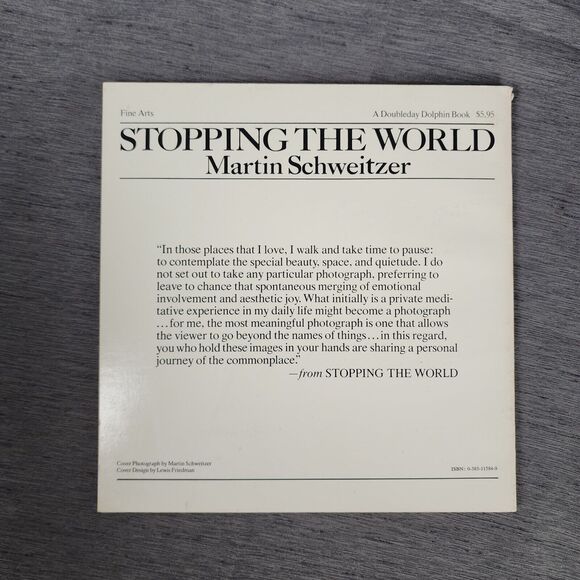 Fine Arts A Doubleday Dolphin Book $5.95
STOPPING THE WORLD
Martin Schweitzer
“In those places that I love, I walk and take time to pause;
to contemplate the special beauty, space, and quietude. I do
not set out to take any particular photograph, preferring to
leave to chance that spontaneous merging of emotional
involvement and aesthetic joy. What initially is a private medi-
tative experience in my daily life might become a photograph
...for me, the most meaningful photograph is one that allows
the viewer to go beyond the names of things...in this regard,
you who hold these images in your hands are sharing a personal
journey of the commonplace.”
—from STOPPING THE WORLD
Cover Photograph by Martin Schweitzer
Cover Design by Lewis Friedman
ISBN: 0-385-11584-9